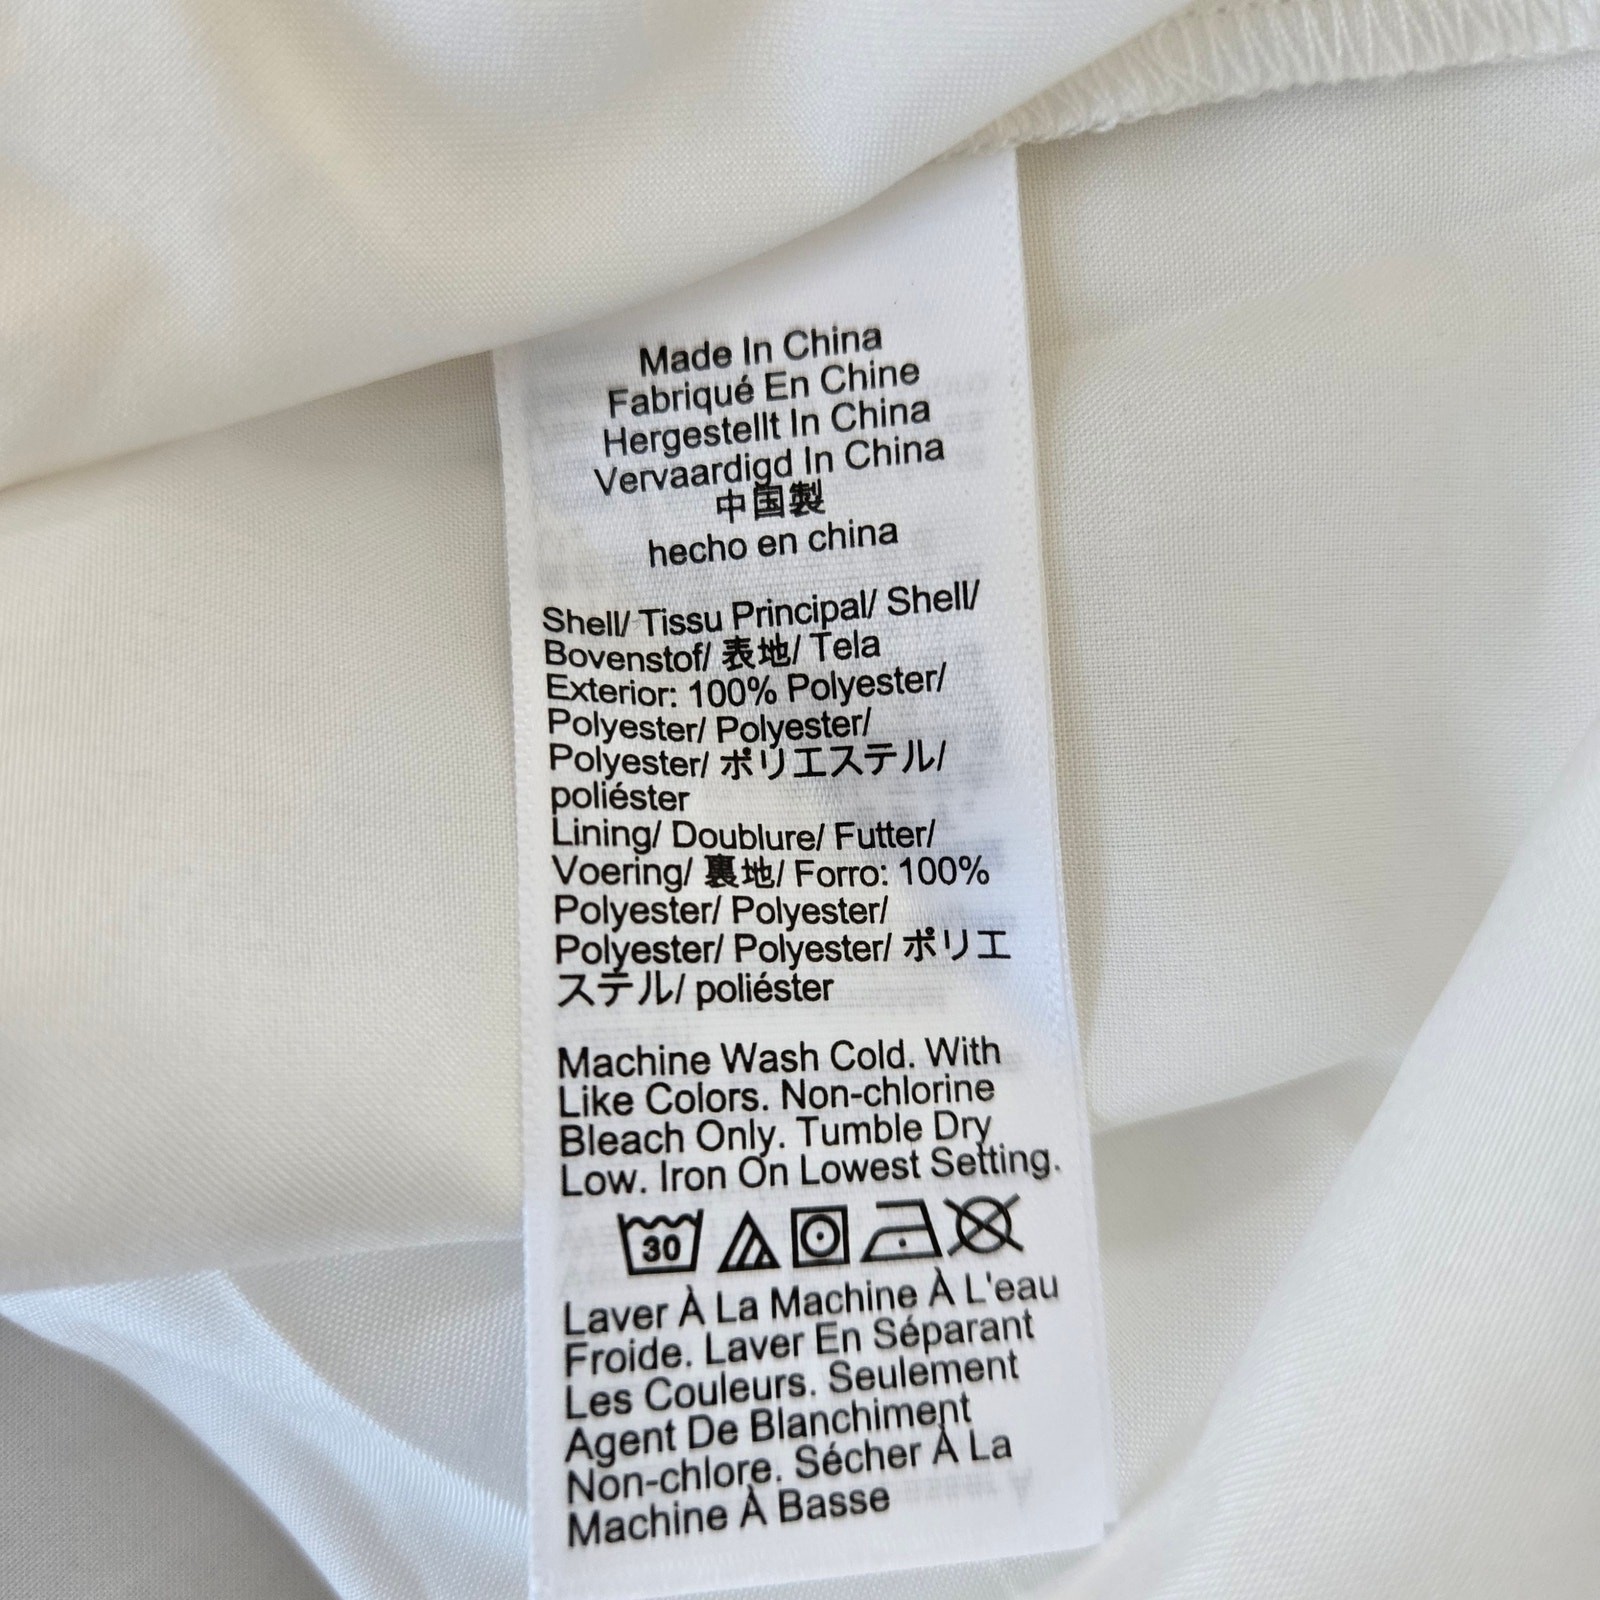 Made In China
Fabriqué En Chine
Hergestellt In China
Vervaardigd In China
中国製
hecho en china
Shell/ Tissu Principal/ Shell/
Bovenstof/ 表地/ Tela
Exterior: 100% Polyester/
Polyester/ Polyester/
Polyester/ ポリエステル/
poliéster
Lining/ Doublure/ Futter/
Voering/ 裏地/ Forro: 100%
Polyester/ Polyester/
Polyester/ Polyester/ ポリエ
ステル/ poliéster
Machine Wash Cold. With
Like Colors. Non-chlorine
Bleach Only. Tumble Dry
Low. Iron On Lowest Setting.
30
Laver À La Machine À L'eau
Froide. Laver En Séparant
Les Couleurs. Seulement
Agent De Blanchiment
Non-chlore. Sécher À La
Machine À Basse